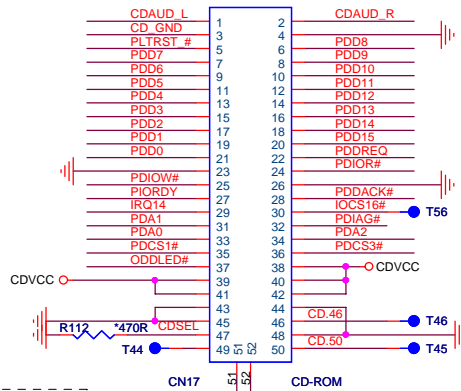 CDAUD_L 1 2 CDAUD_R
CD_GND 3 4
PLTRST_# 5 6 PDD8
PDD7 7 8 PDD9
PDD6 9 10 PDD10
PDD5 11 12 PDD11
PDD4 13 14 PDD12
PDD3 15 16 PDD13
PDD2 17 18 PDD14
PDD1 19 20 PDD15
PDD0 21 22 PDDREQ
23 24 PDIOR#
PDIOW# 25 26
PIORDY 27 28 PDDACK#
IRQ14 29 30 IOCS16# T56
PDA1 31 32 PDIAG#
PDA0 33 34 PDA2
PDCS1# 35 36 PDCS3#
ODDLED# 37 38 CDVCC
CDVCC 39 40
41 42
43 44
R112 *470R CDSEL 45 46 CD.46 T46
47 48
T44 49 50 CD.50 T45
51 52
CN17 51 52 CD-ROM